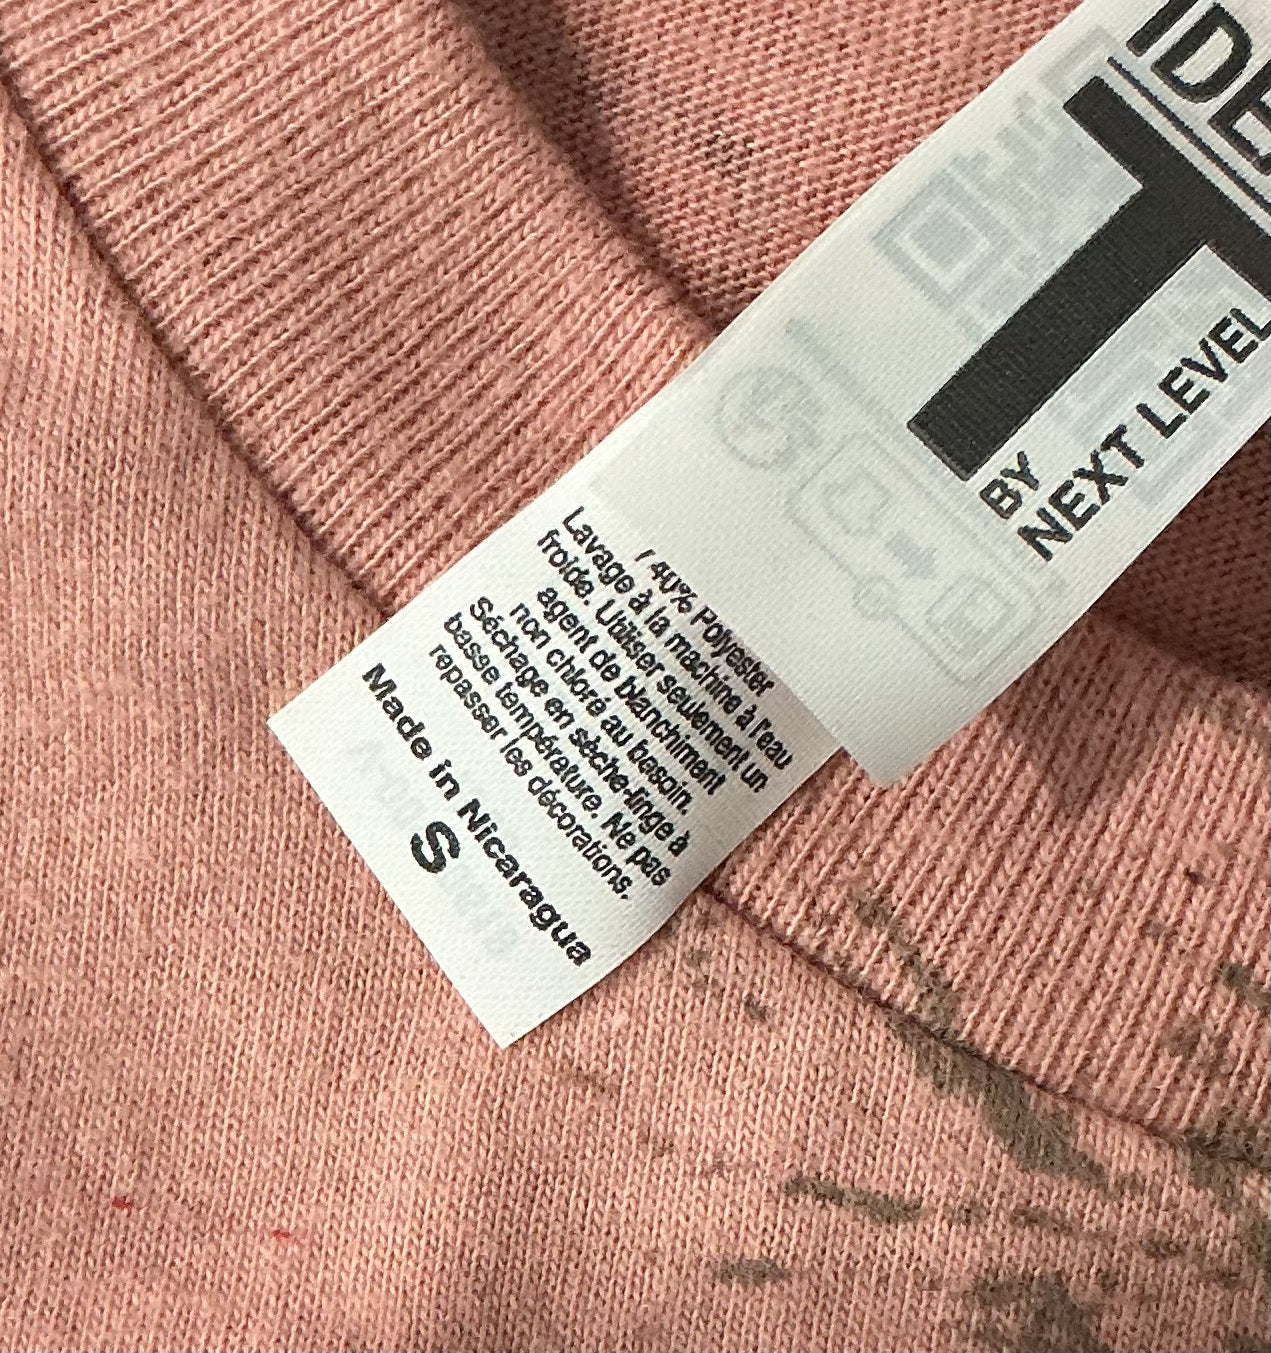 BY
NEXT LEVEL
/ 40% Polyester
Lavage à la machine à l'eau
froide. Utiliser seulement un
agent de blanchiment
non chloré au besoin.
Séchage en sèche-linge à
basse température. Ne pas
repasser les décorations.
Made in Nicaragua
S